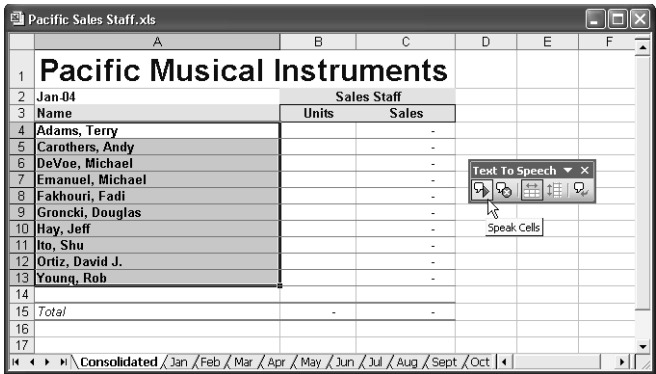 Pacific Sales Staff.xls
A B C D E F
1 Pacific Musical Instruments
2 Jan-04 Sales Staff
3 Name Units Sales
4 Adams, Terry -
5 Carothers, Andy -
6 DeVoe, Michael -
7 Emanuel, Michael -
8 Fakhouri, Fadi -
9 Groncki, Douglas -
10 Hay, Jeff -
11 Ito, Shu -
12 Ortiz, David J. -
13 Young, Rob -
14
15 Total - -
16
17
Text To Speech
Speak Cells
Consolidated / Jan / Feb / Mar / Apr / May / Jun / Jul / Aug / Sept / Oct